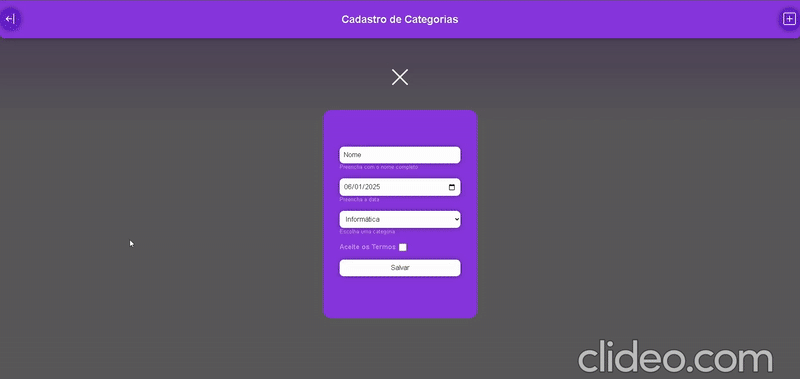 Cadastro de Categorias
Nome
Preencha com o nome completo
06/01/2025
Preencha a data
Informática
Escolha uma categoria
Aceite os Termos
Salvar
clideo.com